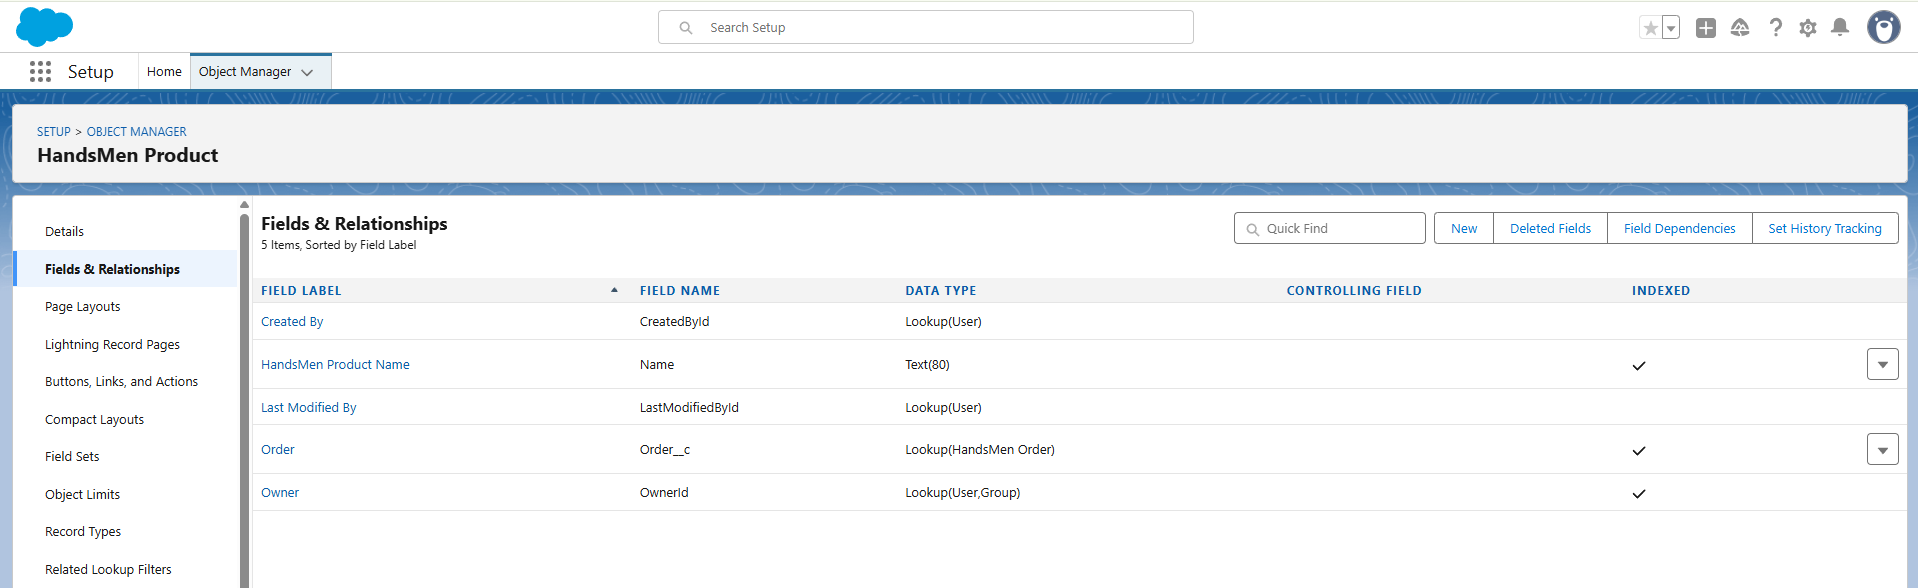 Search Setup
Setup
Home
Object Manager
SETUP > OBJECT MANAGER
HandsMen Product
Details
Fields & Relationships
Page Layouts
Lightning Record Pages
Buttons, Links, and Actions
Compact Layouts
Field Sets
Object Limits
Record Types
Related Lookup Filters
Fields & Relationships
5 Items, Sorted by Field Label
Quick Find
New
Deleted Fields
Field Dependencies
Set History Tracking
FIELD LABEL FIELD NAME DATA TYPE CONTROLLING FIELD INDEXED
Created By CreatedById Lookup(User)
HandsMen Product Name Name Text(80)
Last Modified By LastModifiedById Lookup(User)
Order Order__c Lookup(HandsMen Order)
Owner OwnerId Lookup(User,Group)